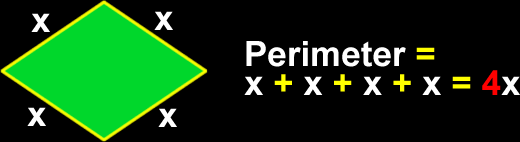 x x
Perimeter =
x + x + x + x = 4x
x x